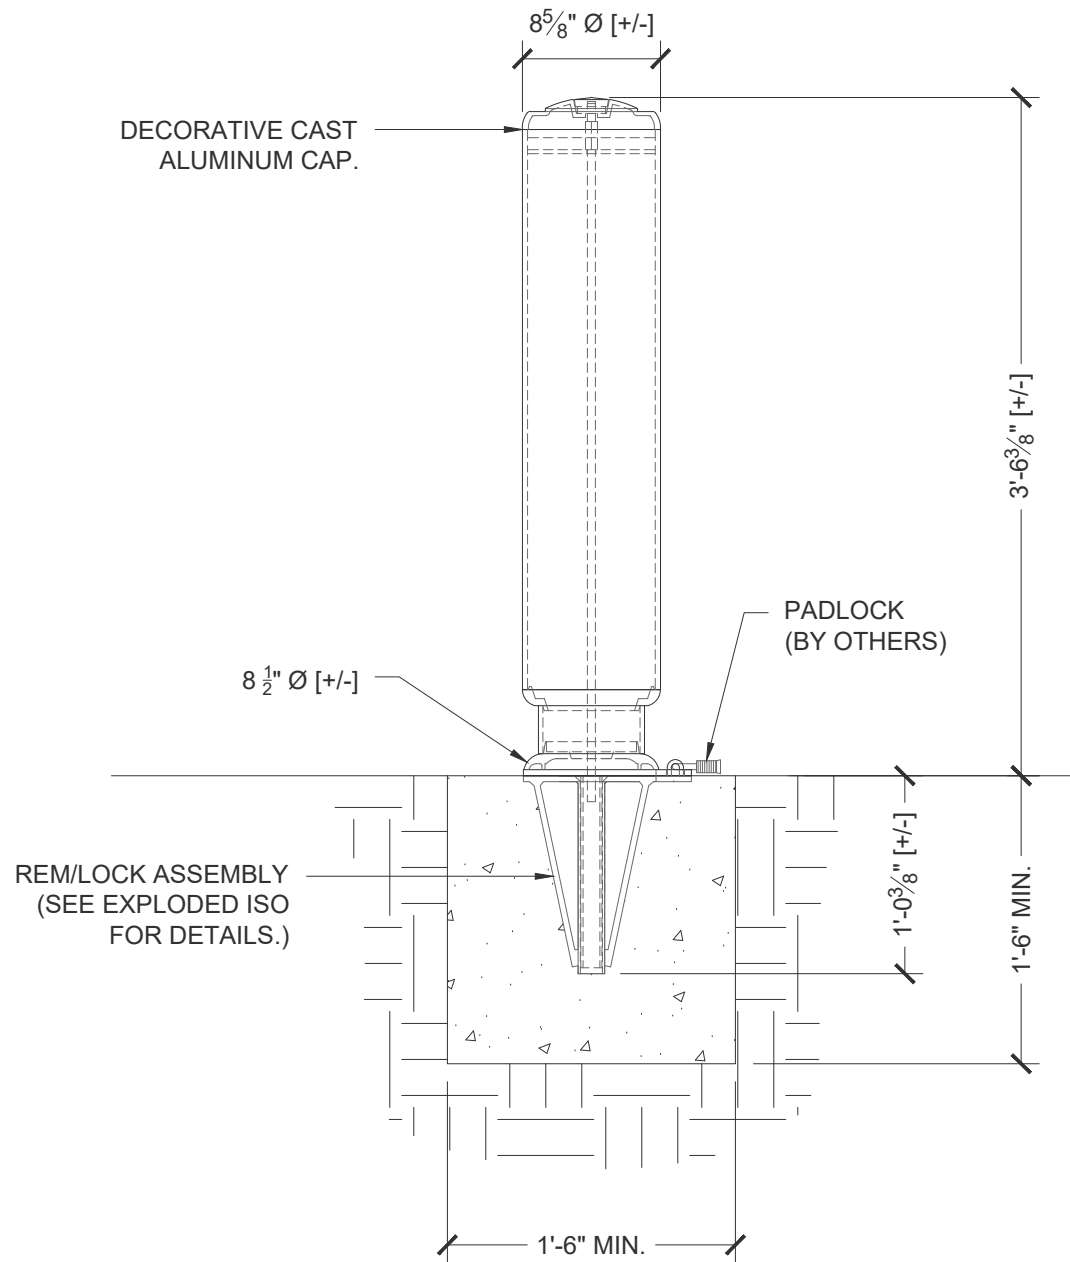 8⅝" Ø [+/-]
DECORATIVE CAST
ALUMINUM CAP.
3'-6⅜" [+/-]
PADLOCK
(BY OTHERS)
8 ½" Ø [+/-]
REM/LOCK ASSEMBLY
(SEE EXPLODED ISO
FOR DETAILS.)
1'-0⅜" [+/-]
1'-6" MIN.
1'-6" MIN.